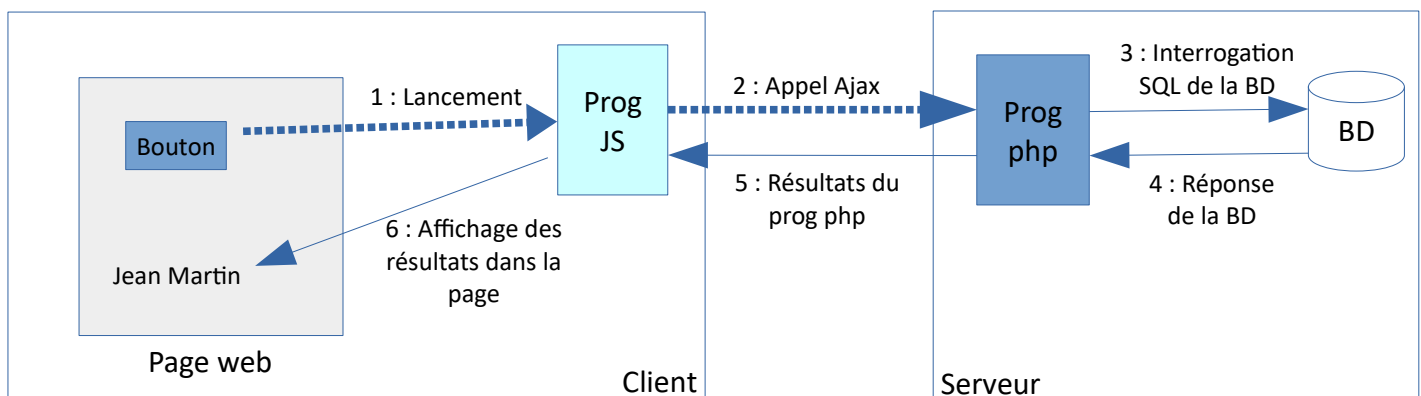 Bouton
Jean Martin
Page web
1 : Lancement
Prog
JS
6 : Affichage des
résultats dans la
page
Client
2 : Appel Ajax
5 : Résultats du
prog php
Prog
php
3 : Interrogation
SQL de la BD
BD
4 : Réponse
de la BD
Serveur